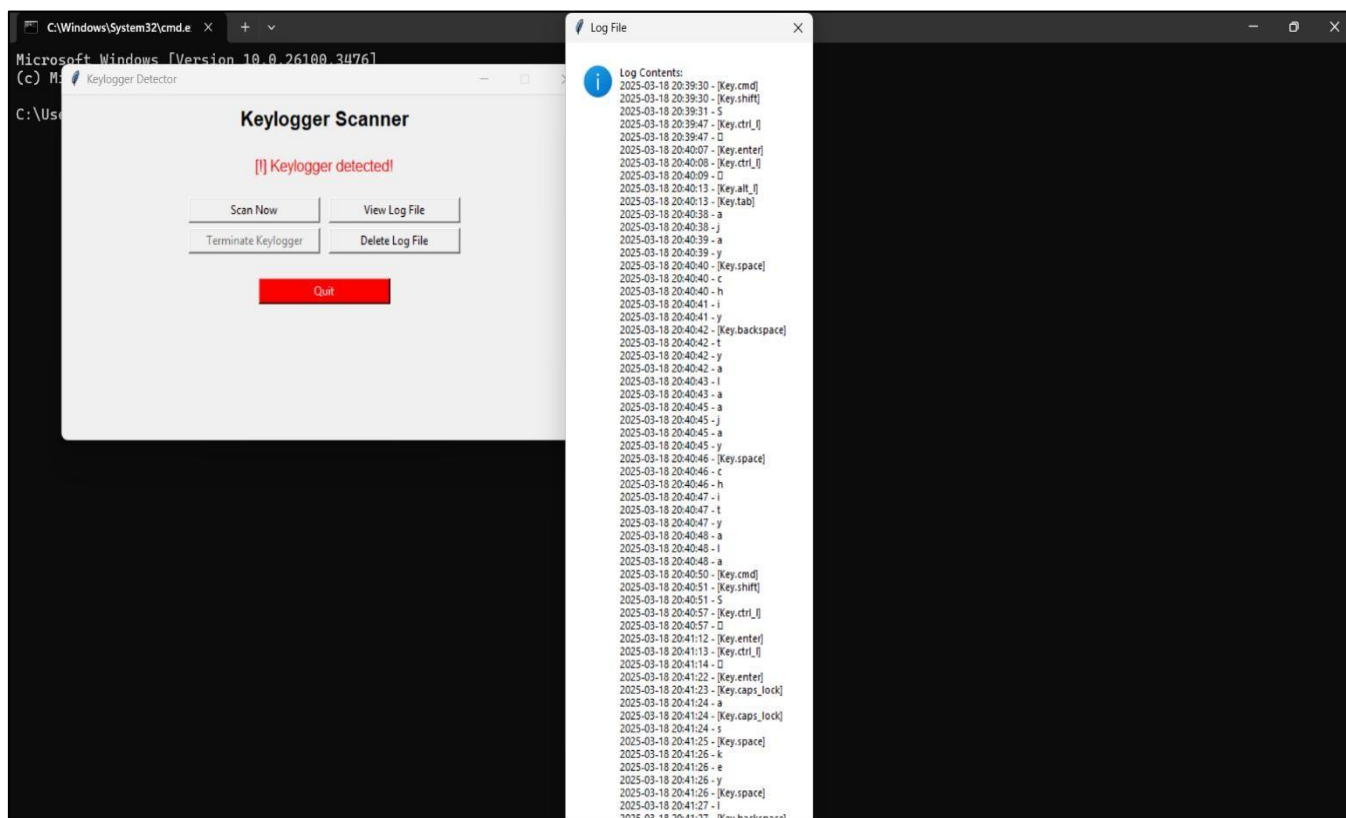 C:\Windows\System32\cmd.e
Microsoft Windows [Version 10.0.26100.3476]
(c) Mi
C:\Use
Keylogger Detector
Keylogger Scanner
[!] Keylogger detected!
Scan Now
View Log File
Terminate Keylogger
Delete Log File
Quit
Log File
Log Contents:
2025-03-18 20:39:30 - [Key.cmd]
2025-03-18 20:39:30 - [Key.shift]
2025-03-18 20:39:31 - S
2025-03-18 20:39:47 - [Key.ctrl_l]
2025-03-18 20:39:47 - □
2025-03-18 20:40:07 - [Key.enter]
2025-03-18 20:40:08 - [Key.ctrl_l]
2025-03-18 20:40:09 - □
2025-03-18 20:40:13 - [Key.alt_l]
2025-03-18 20:40:13 - [Key.tab]
2025-03-18 20:40:38 - a
2025-03-18 20:40:38 - j
2025-03-18 20:40:39 - a
2025-03-18 20:40:39 - y
2025-03-18 20:40:40 - [Key.space]
2025-03-18 20:40:40 - c
2025-03-18 20:40:40 - h
2025-03-18 20:40:41 - i
2025-03-18 20:40:41 - y
2025-03-18 20:40:42 - [Key.backspace]
2025-03-18 20:40:42 - t
2025-03-18 20:40:42 - y
2025-03-18 20:40:42 - a
2025-03-18 20:40:43 - l
2025-03-18 20:40:43 - a
2025-03-18 20:40:45 - a
2025-03-18 20:40:45 - j
2025-03-18 20:40:45 - a
2025-03-18 20:40:45 - y
2025-03-18 20:40:46 - [Key.space]
2025-03-18 20:40:46 - c
2025-03-18 20:40:46 - h
2025-03-18 20:40:47 - i
2025-03-18 20:40:47 - t
2025-03-18 20:40:47 - y
2025-03-18 20:40:48 - a
2025-03-18 20:40:48 - l
2025-03-18 20:40:48 - a
2025-03-18 20:40:50 - [Key.cmd]
2025-03-18 20:40:51 - [Key.shift]
2025-03-18 20:40:51 - S
2025-03-18 20:40:57 - [Key.ctrl_l]
2025-03-18 20:40:57 - □
2025-03-18 20:41:12 - [Key.enter]
2025-03-18 20:41:13 - [Key.ctrl_l]
2025-03-18 20:41:14 - □
2025-03-18 20:41:22 - [Key.enter]
2025-03-18 20:41:23 - [Key.caps_lock]
2025-03-18 20:41:24 - a
2025-03-18 20:41:24 - [Key.caps_lock]
2025-03-18 20:41:24 - s
2025-03-18 20:41:25 - [Key.space]
2025-03-18 20:41:26 - k
2025-03-18 20:41:26 - e
2025-03-18 20:41:26 - y
2025-03-18 20:41:26 - [Key.space]
2025-03-18 20:41:27 - l
2025-03-18 20:41:27 - [Key.backspace]